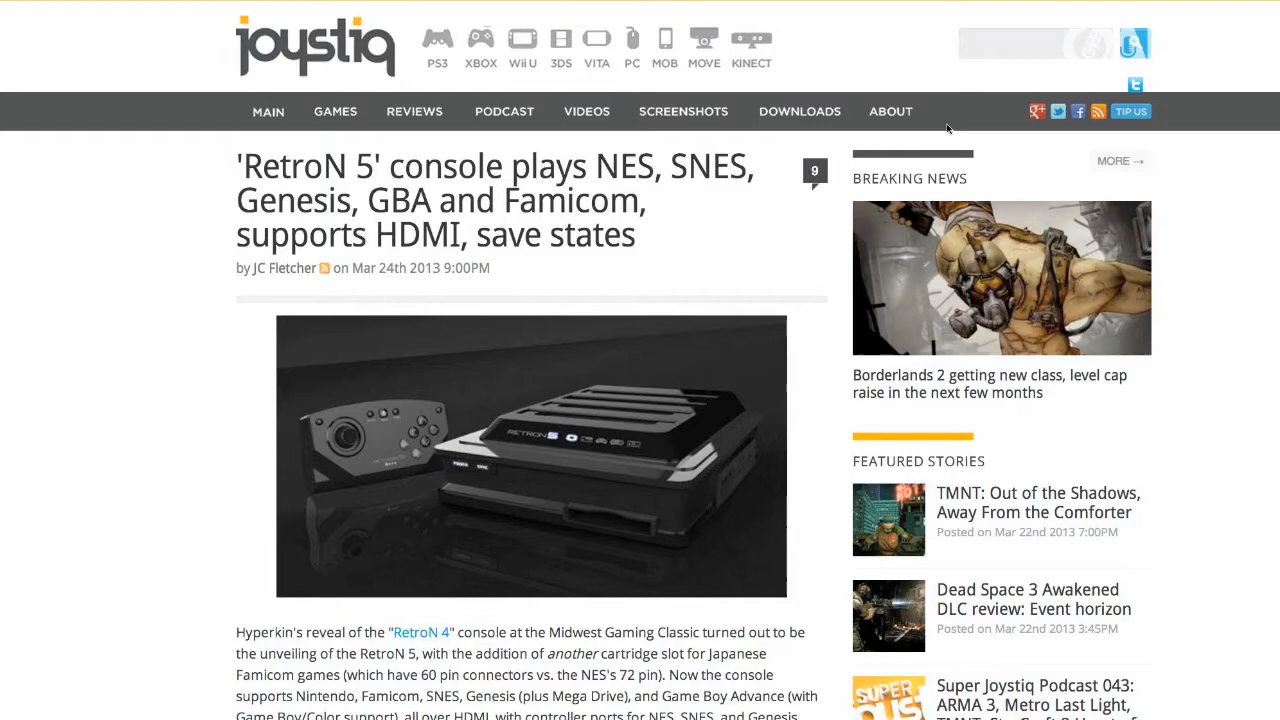 joystiq
PS3 XBOX Wii U 3DS VITA PC MOB MOVE KINECT
MAIN GAMES REVIEWS PODCAST VIDEOS SCREENSHOTS DOWNLOADS ABOUT TIP US
'RetroN 5' console plays NES, SNES,
Genesis, GBA and Famicom,
supports HDMI, save states
9
by JC Fletcher on Mar 24th 2013 9:00PM
RETRON5
POWER
Hyperkin's reveal of the "RetroN 4" console at the Midwest Gaming Classic turned out to be
the unveiling of the RetroN 5, with the addition of another cartridge slot for Japanese
Famicom games (which have 60 pin connectors vs. the NES's 72 pin). Now the console
supports Nintendo, Famicom, SNES, Genesis (plus Mega Drive), and Game Boy Advance (with
Game Boy/Color support), all over HDMI, with controller ports for NES, SNES, and Genesis
MORE →
BREAKING NEWS
Borderlands 2 getting new class, level cap
raise in the next few months
FEATURED STORIES
TMNT: Out of the Shadows,
Away From the Comforter
Posted on Mar 22nd 2013 7:00PM
Dead Space 3 Awakened
DLC review: Event horizon
Posted on Mar 22nd 2013 3:45PM
SUPER
Super Joystiq Podcast 043:
ARMA 3, Metro Last Light,